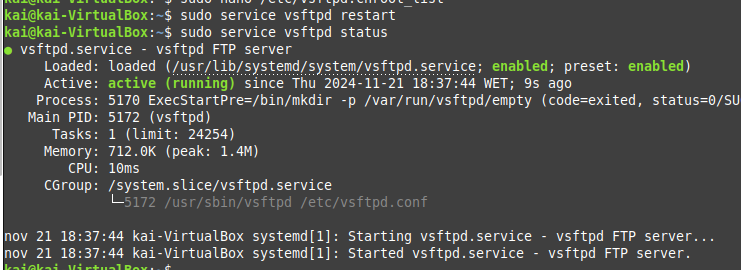 kai@kai-VirtualBox:~$ sudo nano /etc/vsftpd.chroot_list
kai@kai-VirtualBox:~$ sudo service vsftpd restart
kai@kai-VirtualBox:~$ sudo service vsftpd status
● vsftpd.service - vsftpd FTP server
     Loaded: loaded (/usr/lib/systemd/system/vsftpd.service; enabled; preset: enabled)
     Active: active (running) since Thu 2024-11-21 18:37:44 WET; 9s ago
    Process: 5170 ExecStartPre=/bin/mkdir -p /var/run/vsftpd/empty (code=exited, status=0/SU
   Main PID: 5172 (vsftpd)
      Tasks: 1 (limit: 24254)
     Memory: 712.0K (peak: 1.4M)
        CPU: 10ms
     CGroup: /system.slice/vsftpd.service
             └─5172 /usr/sbin/vsftpd /etc/vsftpd.conf

nov 21 18:37:44 kai-VirtualBox systemd[1]: Starting vsftpd.service - vsftpd FTP server...
nov 21 18:37:44 kai-VirtualBox systemd[1]: Started vsftpd.service - vsftpd FTP server.
kai@kai-VirtualBox:~$